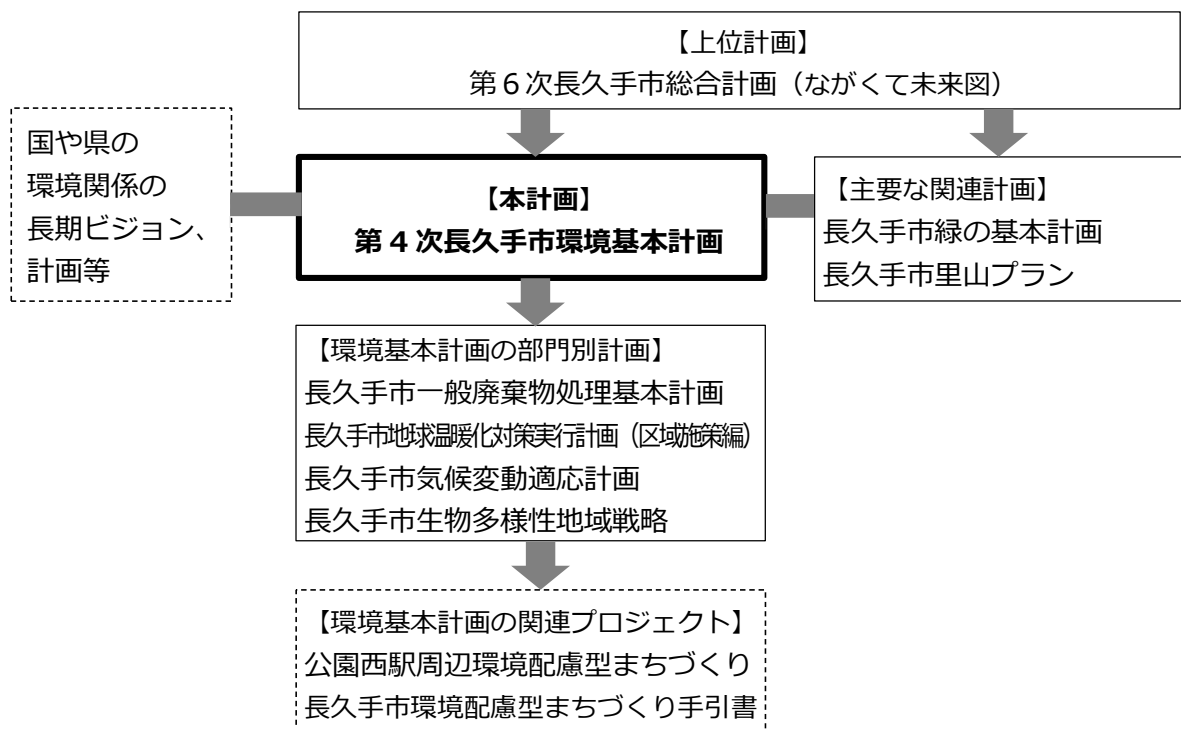 【上位計画】
第6次長久手市総合計画（ながくて未来図）
国や県の
環境関係の
長期ビジョン、
計画等
【本計画】
第4次長久手市環境基本計画
【主要な関連計画】
長久手市緑の基本計画
長久手市里山プラン
【環境基本計画の部門別計画】
長久手市一般廃棄物処理基本計画
長久手市地球温暖化対策実行計画（区域施策編）
長久手市気候変動適応計画
長久手市生物多様性地域戦略
【環境基本計画の関連プロジェクト】
公園西駅周辺環境配慮型まちづくり
長久手市環境配慮型まちづくり手引書